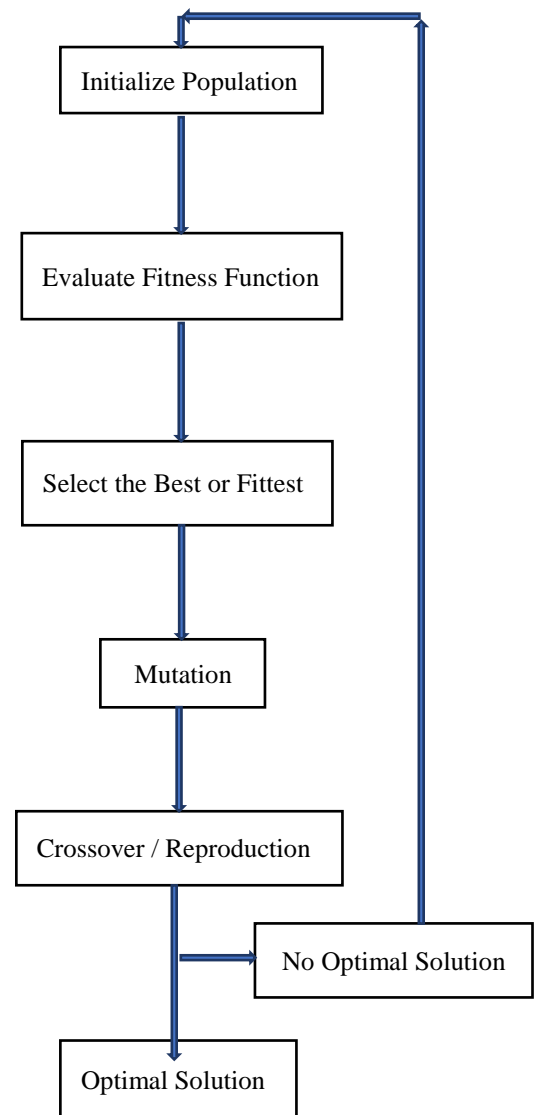 Initialize Population
Evaluate Fitness Function
Select the Best or Fittest
Mutation
Crossover / Reproduction
No Optimal Solution
Optimal Solution